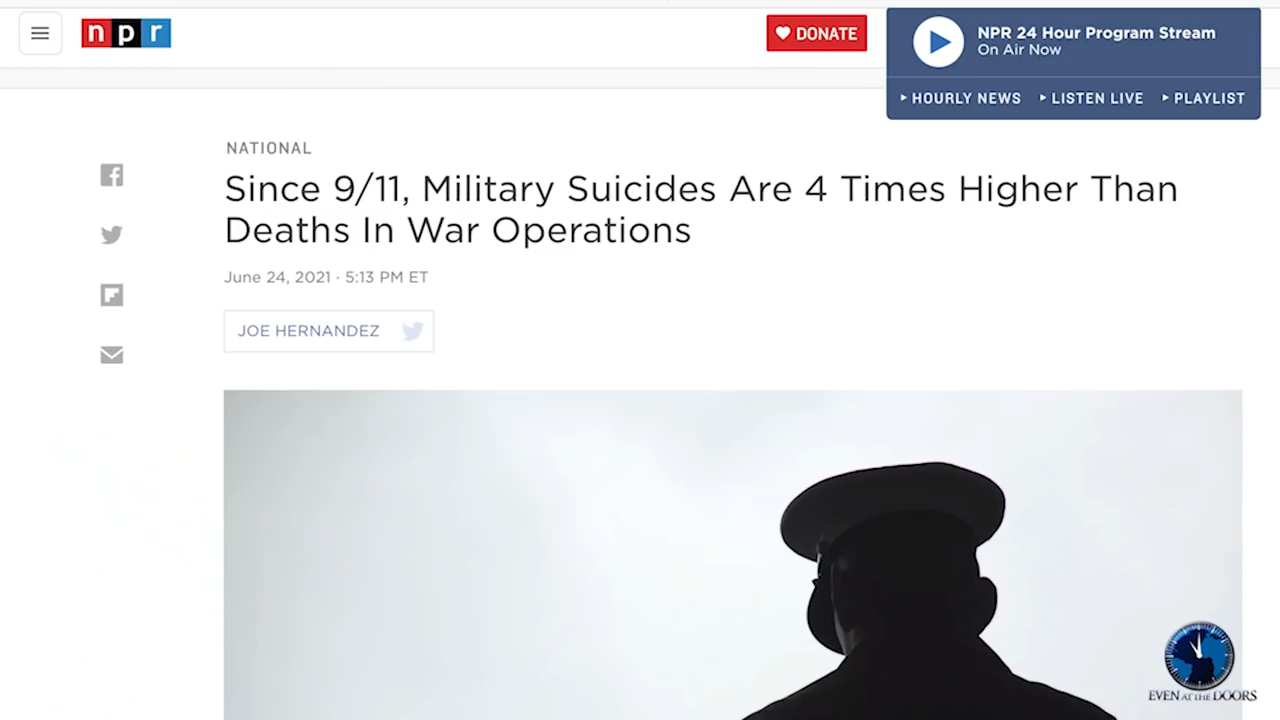 npr
DONATE
NPR 24 Hour Program Stream
On Air Now
HOURLY NEWS
LISTEN LIVE
PLAYLIST
NATIONAL
Since 9/11, Military Suicides Are 4 Times Higher Than
Deaths In War Operations
June 24, 2021 · 5:13 PM ET
JOE HERNANDEZ
EVEN AT THE DOORS